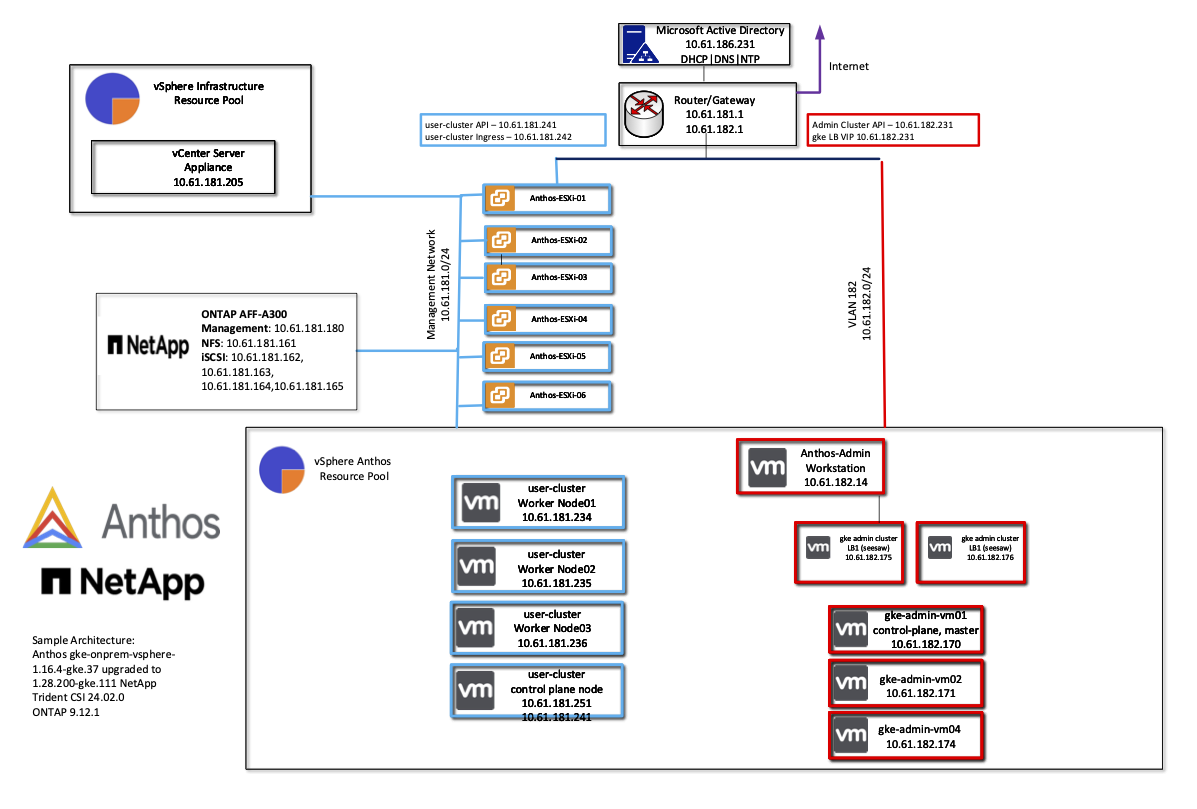 Microsoft Active Directory
10.61.186.231
DHCP|DNS|NTP
Internet
Router/Gateway
10.61.181.1
10.61.182.1
user-cluster API – 10.61.181.241
user-cluster Ingress – 10.61.181.242
Admin Cluster API – 10.61.182.231
gke LB VIP 10.61.182.231
vSphere Infrastructure
Resource Pool
vCenter Server
Appliance
10.61.181.205
Anthos-ESXi-01
Anthos-ESXi-02
Anthos-ESXi-03
Anthos-ESXi-04
Anthos-ESXi-05
Anthos-ESXi-06
Management Network
10.61.181.0/24
VLAN 182
10.61.182.0/24
NetApp
ONTAP AFF-A300
Management: 10.61.181.180
NFS: 10.61.181.161
iSCSI: 10.61.181.162,
10.61.181.163,
10.61.181.164,10.61.181.165
vSphere Anthos
Resource Pool
vm
user-cluster
Worker Node01
10.61.181.234
vm
user-cluster
Worker Node02
10.61.181.235
vm
user-cluster
Worker Node03
10.61.181.236
vm
user-cluster
control plane node
10.61.181.251
10.61.181.241
vm
Anthos-Admin
Workstation
10.61.182.14
vm
gke admin cluster
LB1 (seesaw)
10.61.182.175
vm
gke admin cluster
LB1 (seesaw)
10.61.182.176
vm
gke-admin-vm01
control-plane, master
10.61.182.170
vm
gke-admin-vm02
10.61.182.171
vm
gke-admin-vm04
10.61.182.174
Anthos
NetApp
Sample Architecture:
Anthos gke-onprem-vsphere-
1.16.4-gke.37 upgraded to
1.28.200-gke.111 NetApp
Trident CSI 24.02.0
ONTAP 9.12.1